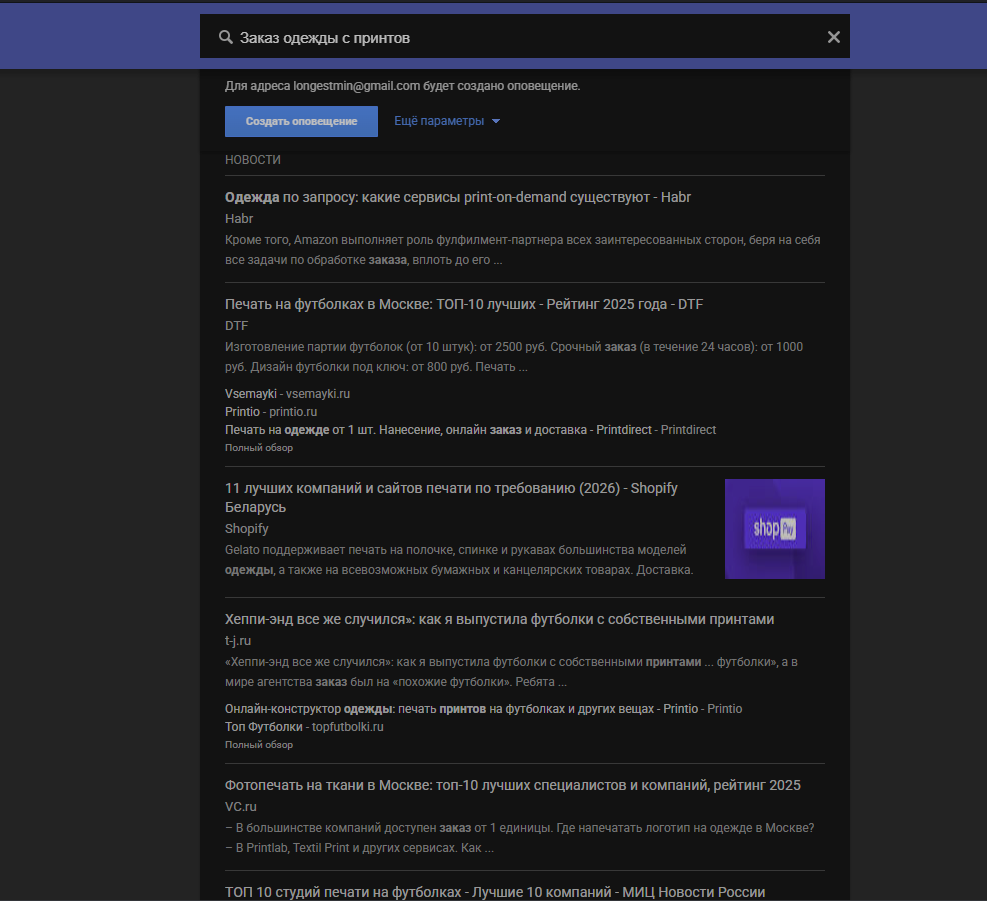 Заказ одежды с принтов
Для адреса longestmin@gmail.com будет создано оповещение.
Создать оповещение
Ещё параметры
НОВОСТИ
Одежда по запросу: какие сервисы print-on-demand существуют - Habr
Habr
Кроме того, Amazon выполняет роль фулфилмент-партнера всех заинтересованных сторон, беря на себя
все задачи по обработке заказа, вплоть до его ...
Печать на футболках в Москве: ТОП-10 лучших - Рейтинг 2025 года - DTF
DTF
Изготовление партии футболок (от 10 штук): от 2500 руб. Срочный заказ (в течение 24 часов): от 1000
руб. Дизайн футболки под ключ: от 800 руб. Печать ...
Vsemayki - vsemayki.ru
Printio - printio.ru
Печать на одежде от 1 шт. Нанесение, онлайн заказ и доставка - Printdirect - Printdirect
Полный обзор
11 лучших компаний и сайтов печати по требованию (2026) - Shopify
Беларусь
Shopify
Gelato поддерживает печать на полочке, спинке и рукавах большинства моделей
одежды, а также на всевозможных бумажных и канцелярских товарах. Доставка.
shop Pay
Хеппи-энд все же случился»: как я выпустила футболки с собственными принтами
t-j.ru
«Хеппи-энд все же случился»: как я выпустила футболки с собственными принтами ... футболки», а в
мире агентства заказ был на «похожие футболки». Ребята ...
Онлайн-конструктор одежды: печать принтов на футболках и других вещах - Printio - Printio
Топ Футболки - topfutbolki.ru
Полный обзор
Фотопечать на ткани в Москве: топ-10 лучших специалистов и компаний, рейтинг 2025
VC.ru
– В большинстве компаний доступен заказ от 1 единицы. Где напечатать логотип на одежде в Москве?
– В Printlab, Textil Print и других сервисах. Как ...
ТОП 10 студий печати на футболках - Лучшие 10 компаний - МИЦ Новости России